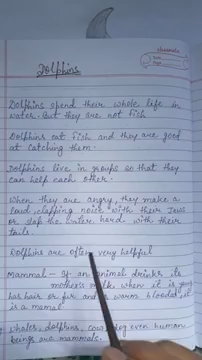 Dolphins
Dolphins spend their whole life in
water. But they are not fish
Dolphins eat fish and they are good
at catching them.
Dolphins live in groups so that they
can help each other.
When they are angry, they make a
loud clapping noise with their Jaws
or slap the water hard with their
tails.
Dolphins are often very helpful
Mammal - If an animal drinks its
mother's milk when it is young
has hair or fur and is warm blooded it
is a mamal
Whales, dolphins, cow, dog even human
beings are mammals.